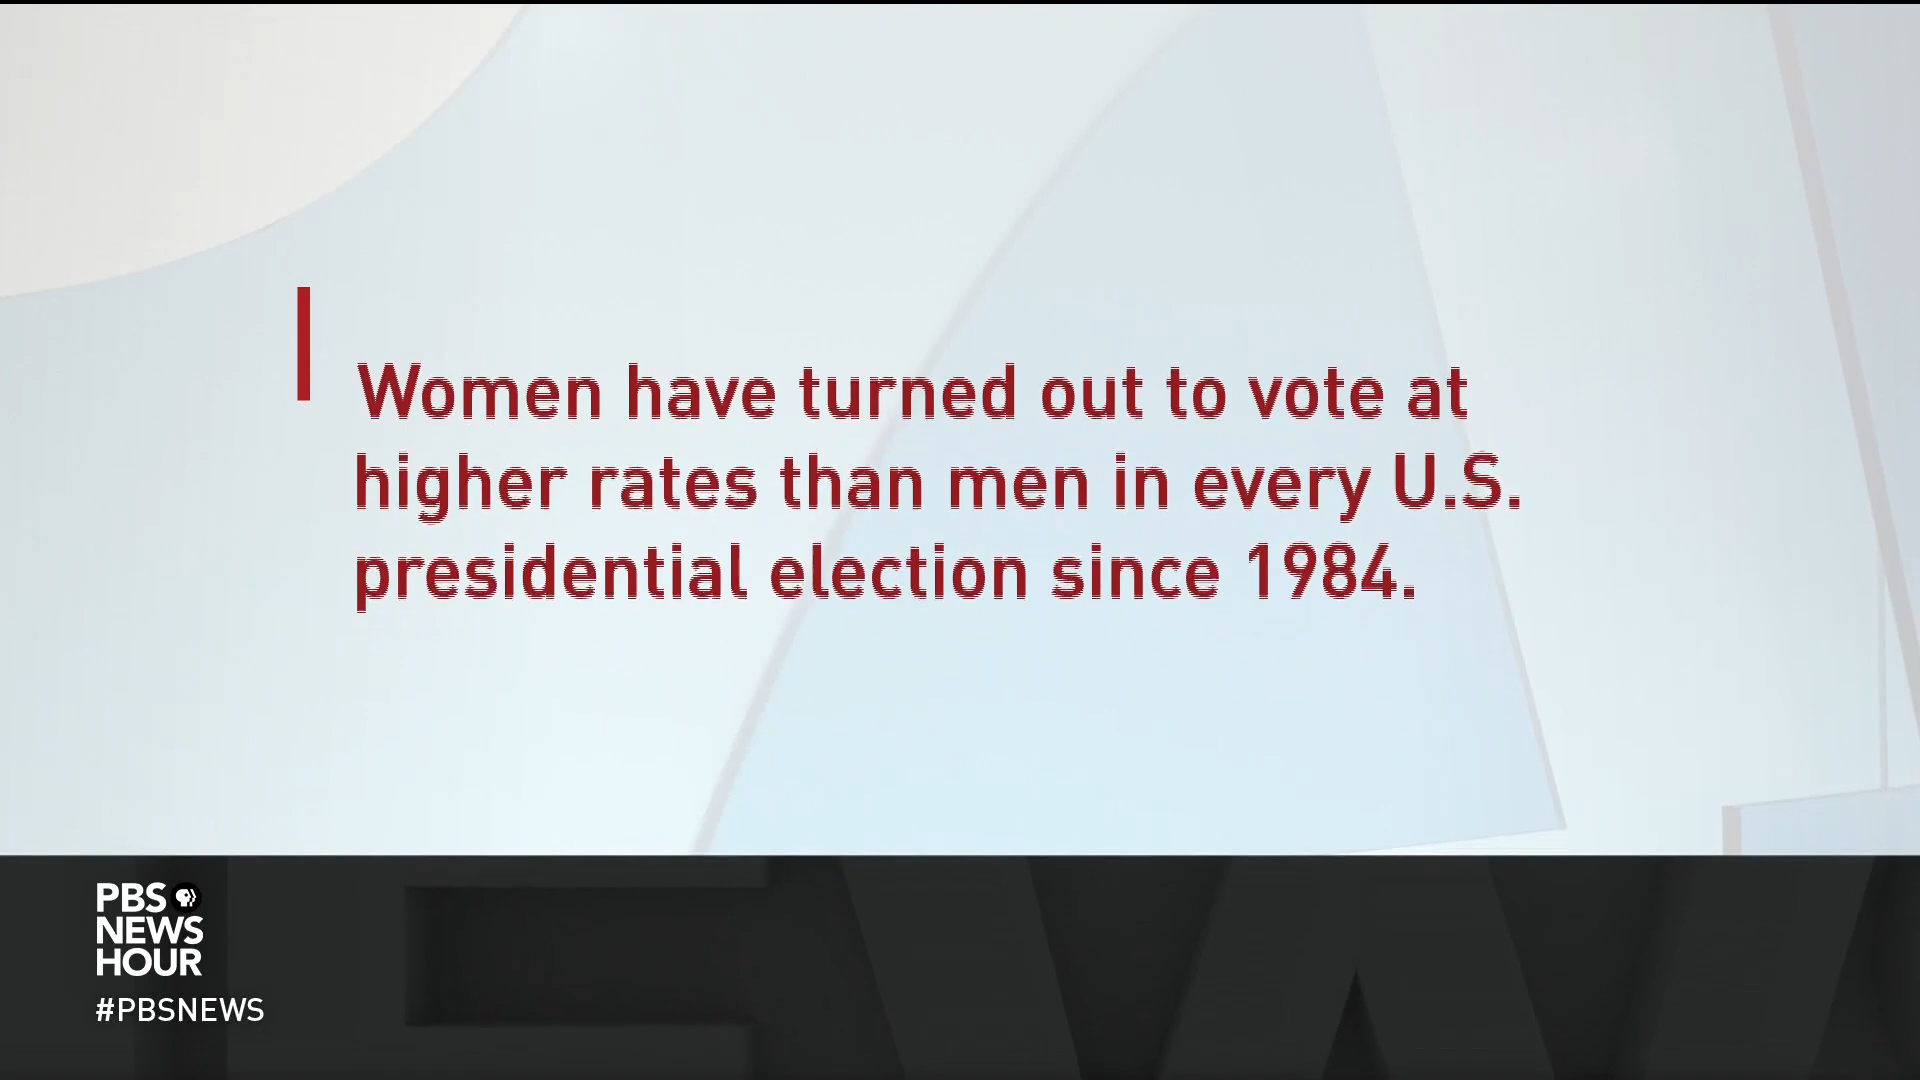 Women have turned out to vote at
higher rates than men in every U.S.
presidential election since 1984.
PBS
NEWS
HOUR
#PBSNEWS